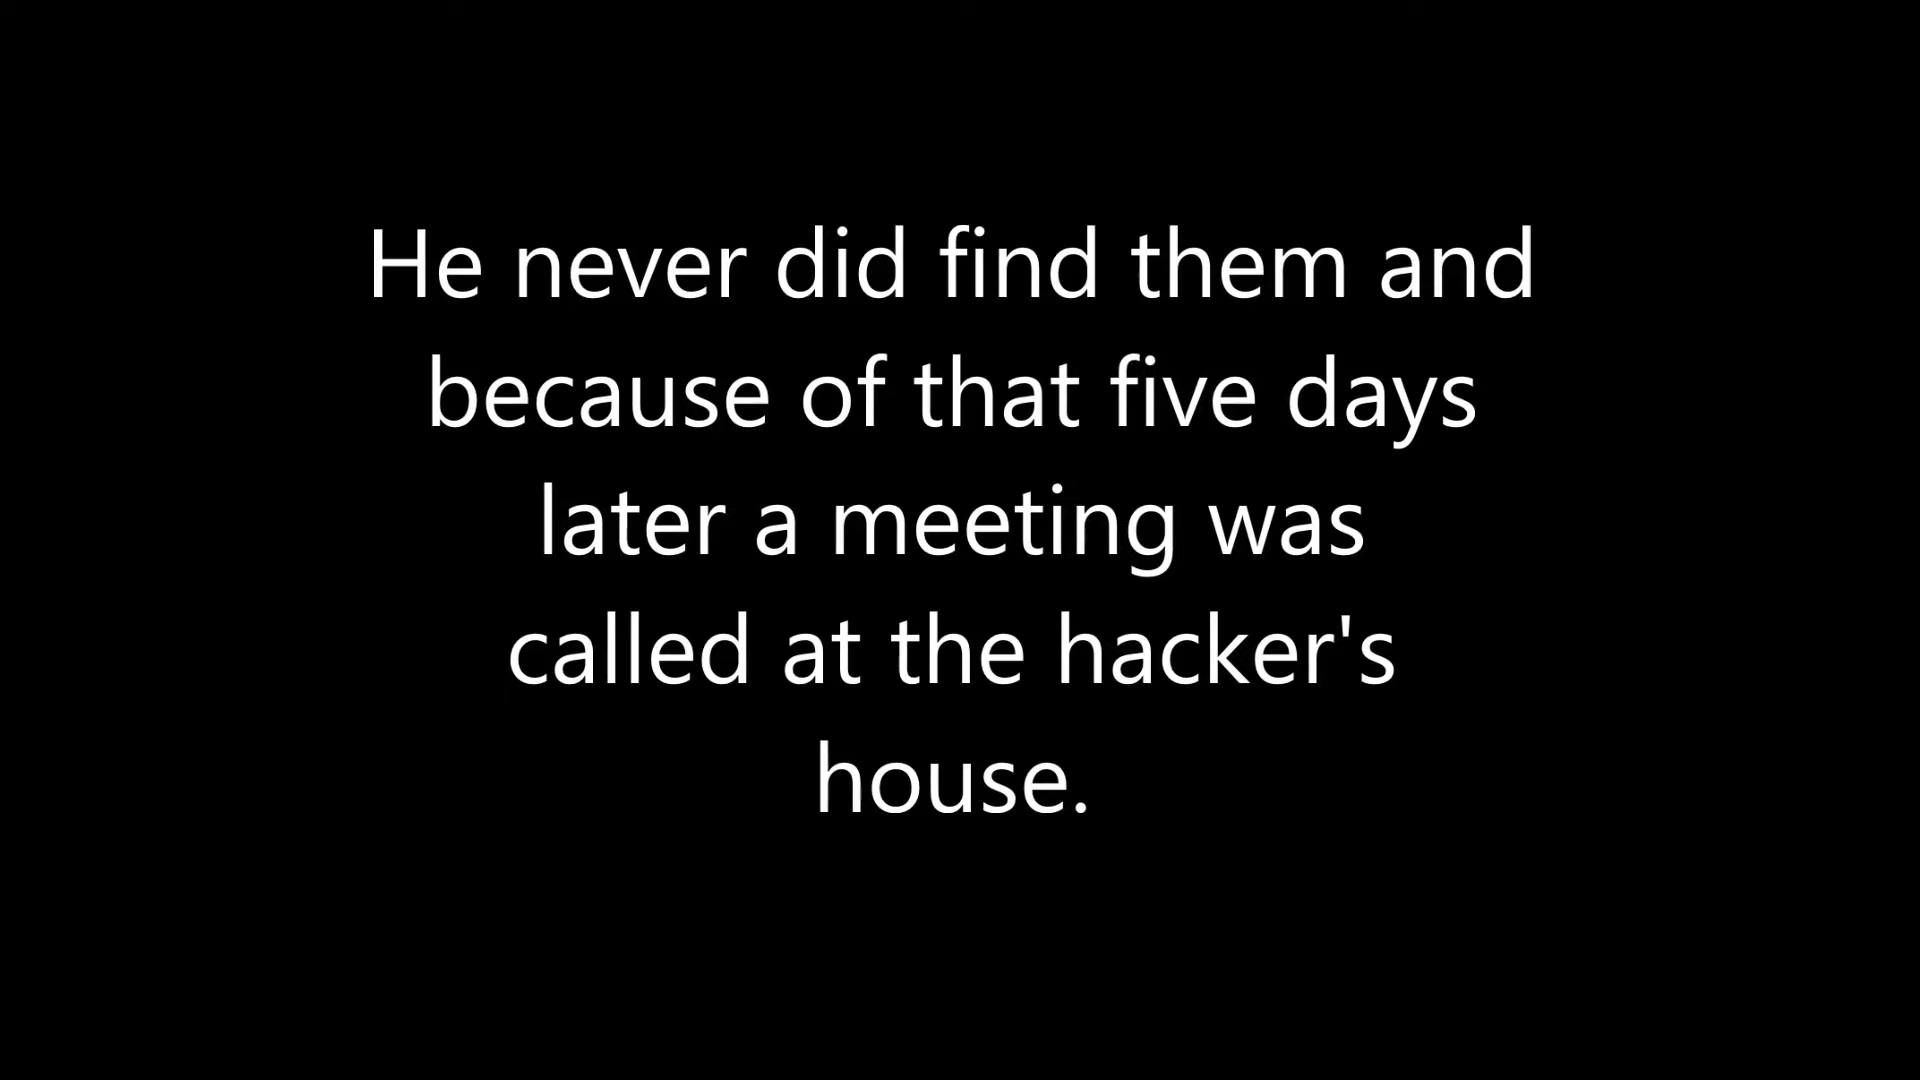 He never did find them and
because of that five days
later a meeting was
called at the hacker's
house.